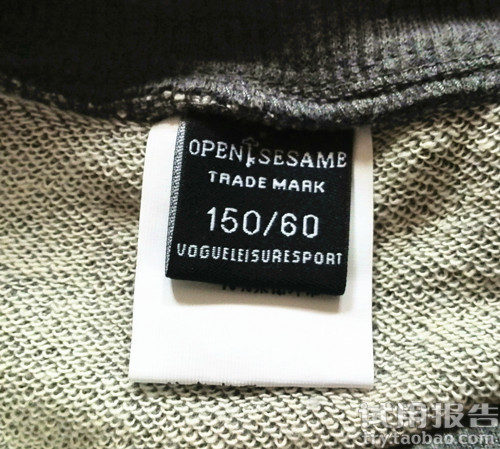 OPEN SESAME
TRADE MARK
150/60
VOGUELEISURESPORT
试用报告
try.taobao.com